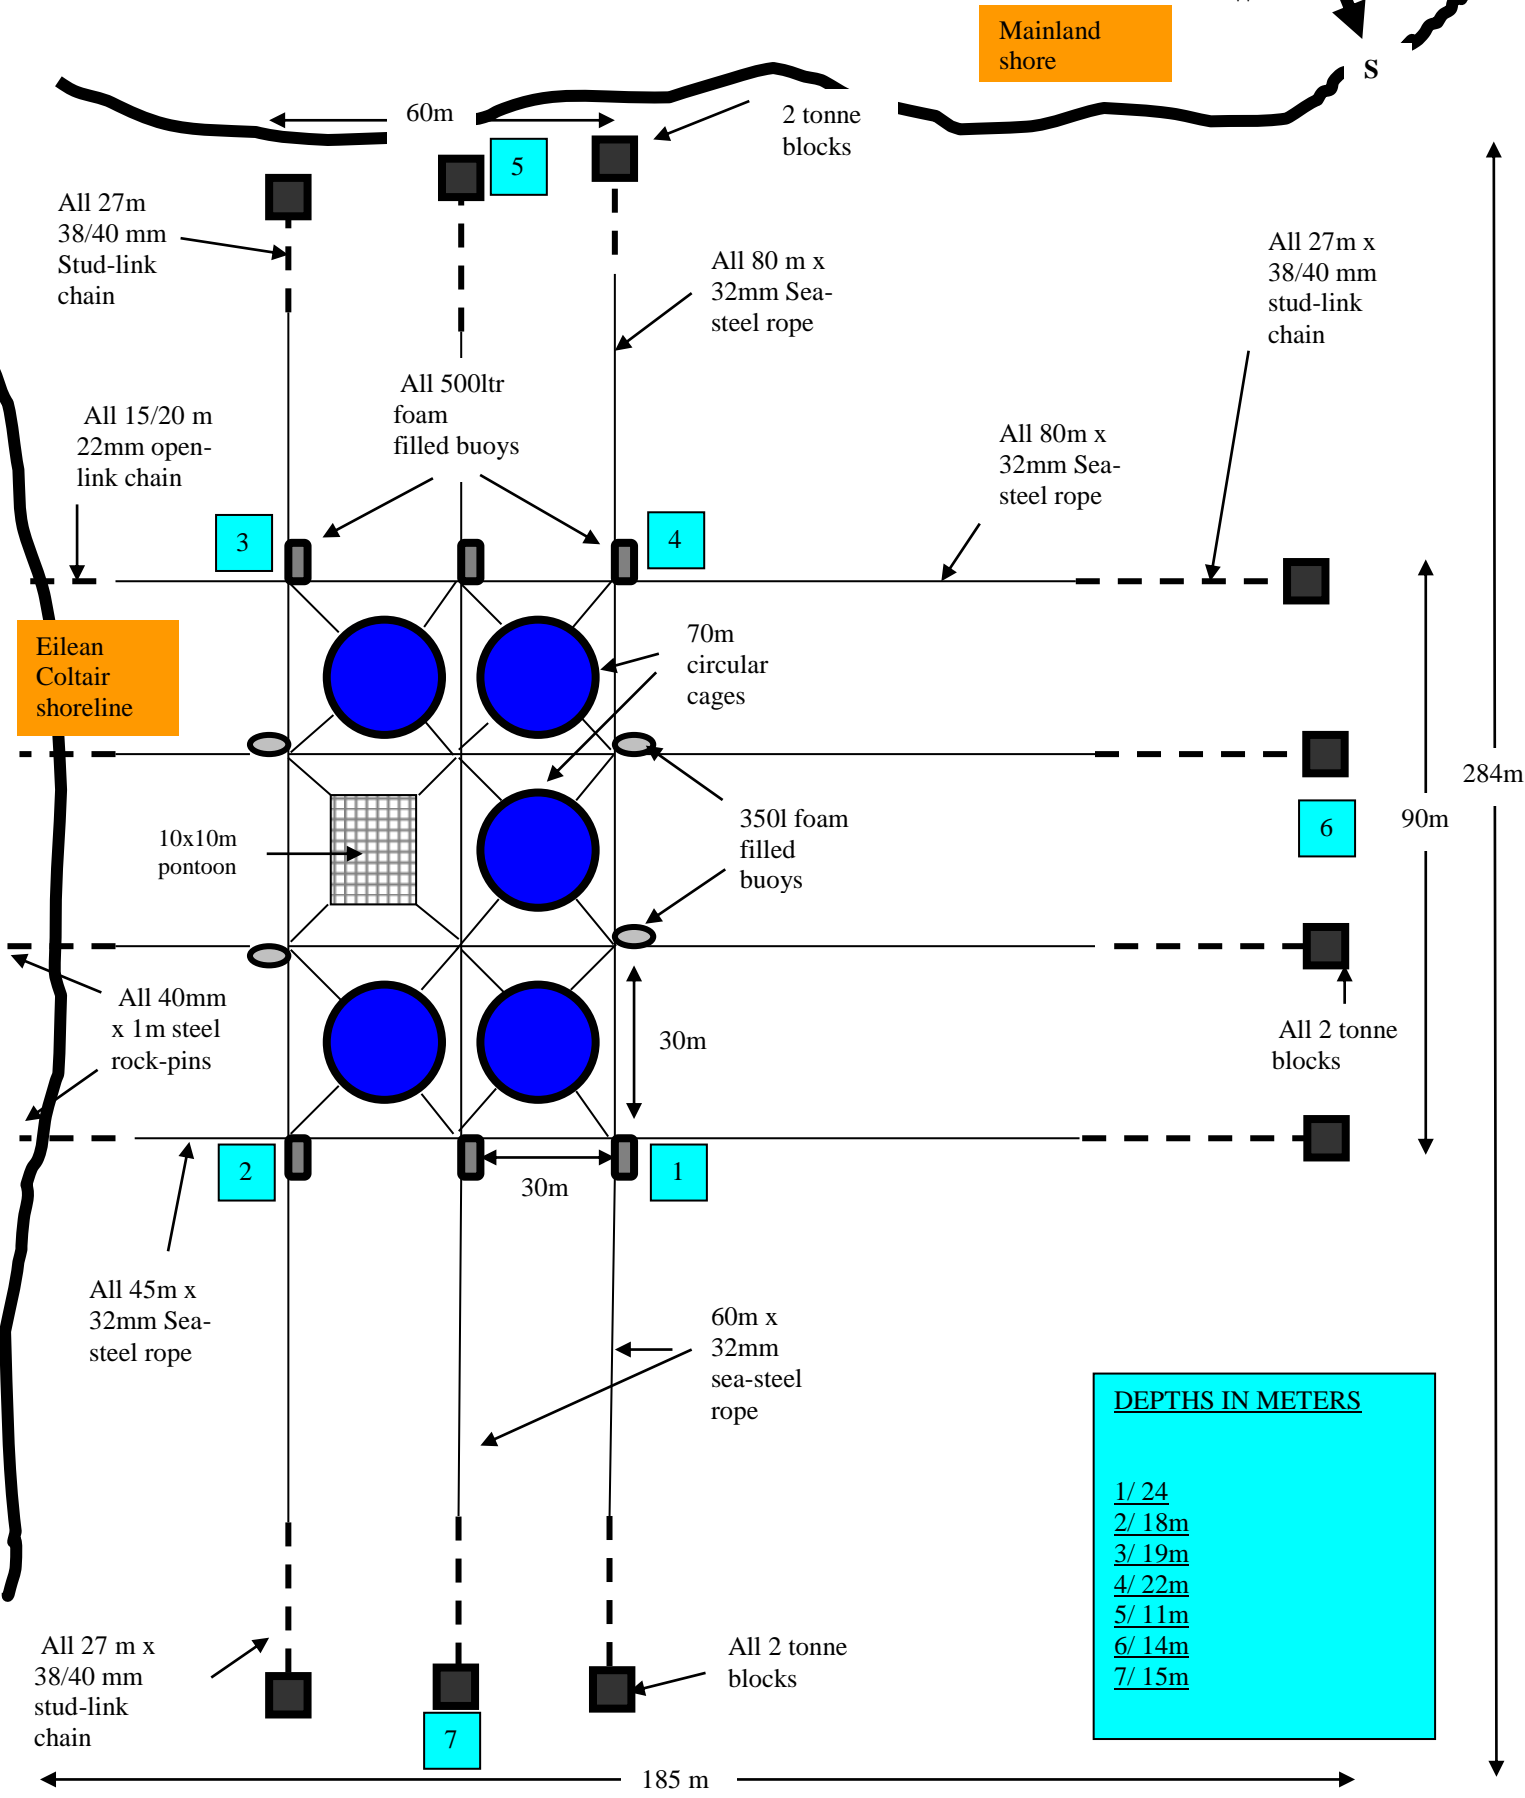 Mainland
shore
S
60m
2 tonne
blocks
5
All 27m
38/40 mm
Stud-link
chain
All 80 m x
32mm Sea-
steel rope
All 27m x
38/40 mm
stud-link
chain
All 500ltr
foam
filled buoys
All 15/20 m
22mm open-
link chain
All 80m x
32mm Sea-
steel rope
3
4
Eilean
Coltair
shoreline
70m
circular
cages
284m
10x10m
pontoon
350l foam
filled
buoys
6
90m
All 40mm
x 1m steel
rock-pins
30m
All 2 tonne
blocks
2
30m
1
All 45m x
32mm Sea-
steel rope
60m x
32mm
sea-steel
rope
DEPTHS IN METERS
1/ 24
2/ 18m
3/ 19m
4/ 22m
5/ 11m
6/ 14m
7/ 15m
All 27 m x
38/40 mm
stud-link
chain
All 2 tonne
blocks
7
185 m